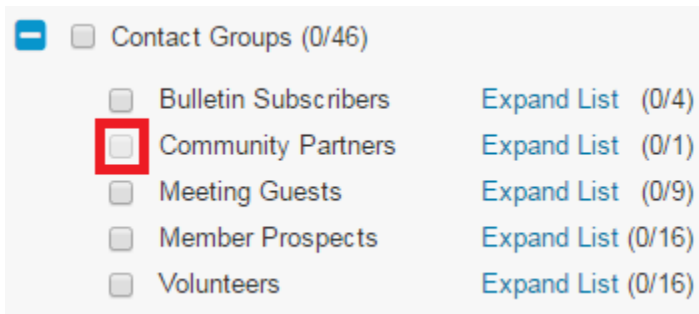 Contact Groups (0/46)
Bulletin Subscribers Expand List (0/4)
Community Partners Expand List (0/1)
Meeting Guests Expand List (0/9)
Member Prospects Expand List (0/16)
Volunteers Expand List (0/16)